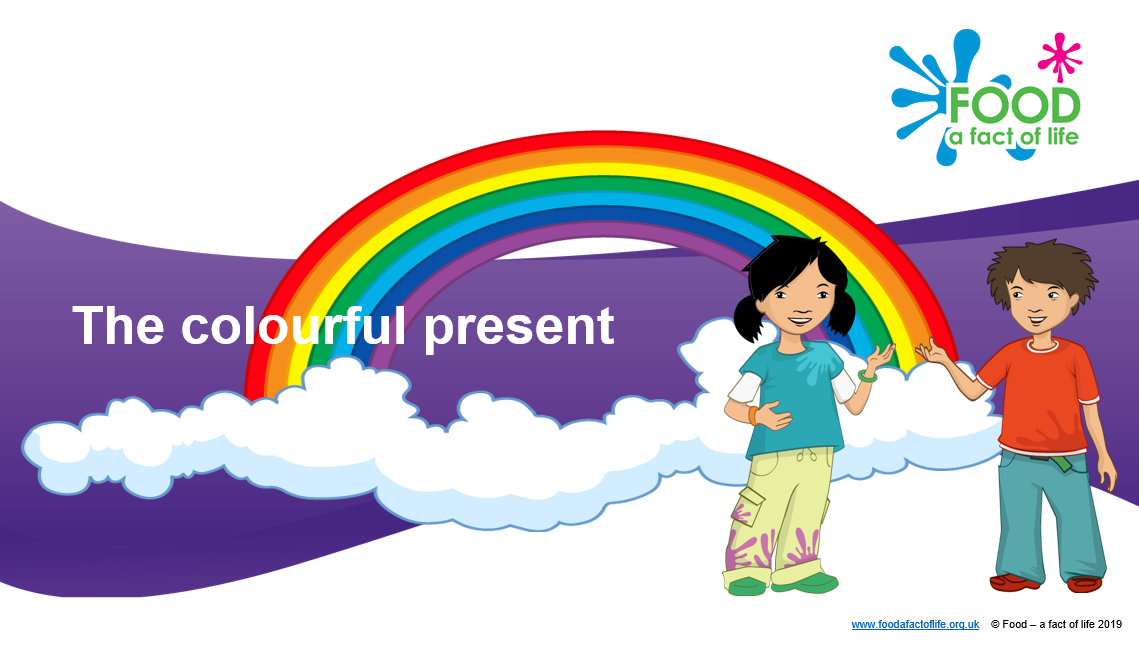 FOOD
a fact of life
The colourful present
www.foodafactoflife.org.uk © Food – a fact of life 2019